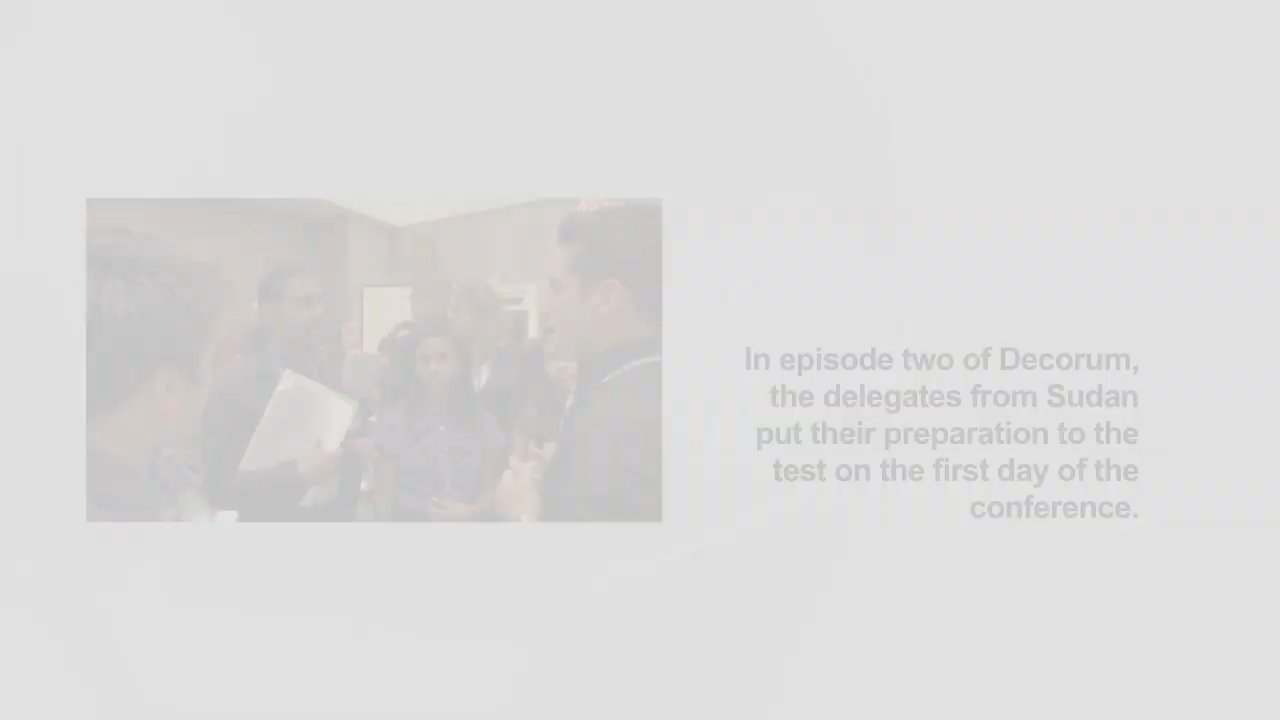 In episode two of Decorum,
the delegates from Sudan
put their preparation to the
test on the first day of the
conference.